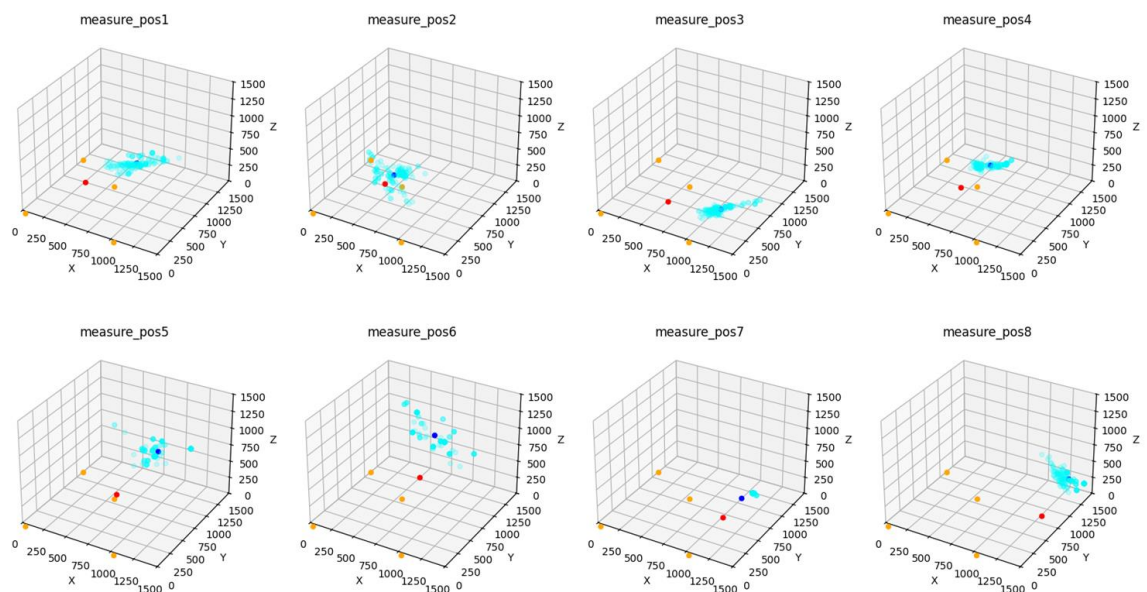 measure_pos1 measure_pos2 measure_pos3 measure_pos4
1500 1500 1500 1500
1250 1250 1250 1250
1000 1000 1000 1000
750 Z 750 Z 750 Z 750 Z
500 500 500 500
250 250 250 250
0 0 0 0
1500 1500 1500 1500
1250 1250 1250 1250
1000 1000 1000 1000
0 250 500 750 1000 1250 1500 X 0 250 500 750 Y
0 250 500 750 1000 1250 1500 X 0 250 500 750 Y
0 250 500 750 1000 1250 1500 X 0 250 500 750 Y
0 250 500 750 1000 1250 1500 X 0 250 500 750 Y
measure_pos5 measure_pos6 measure_pos7 measure_pos8
1500 1500 1500 1500
1250 1250 1250 1250
1000 1000 1000 1000
750 Z 750 Z 750 Z 750 Z
500 500 500 500
250 250 250 250
0 0 0 0
1500 1500 1500 1500
1250 1250 1250 1250
1000 1000 1000 1000
0 250 500 750 1000 1250 1500 X 0 250 500 750 Y
0 250 500 750 1000 1250 1500 X 0 250 500 750 Y
0 250 500 750 1000 1250 1500 X 0 250 500 750 Y
0 250 500 750 1000 1250 1500 X 0 250 500 750 Y